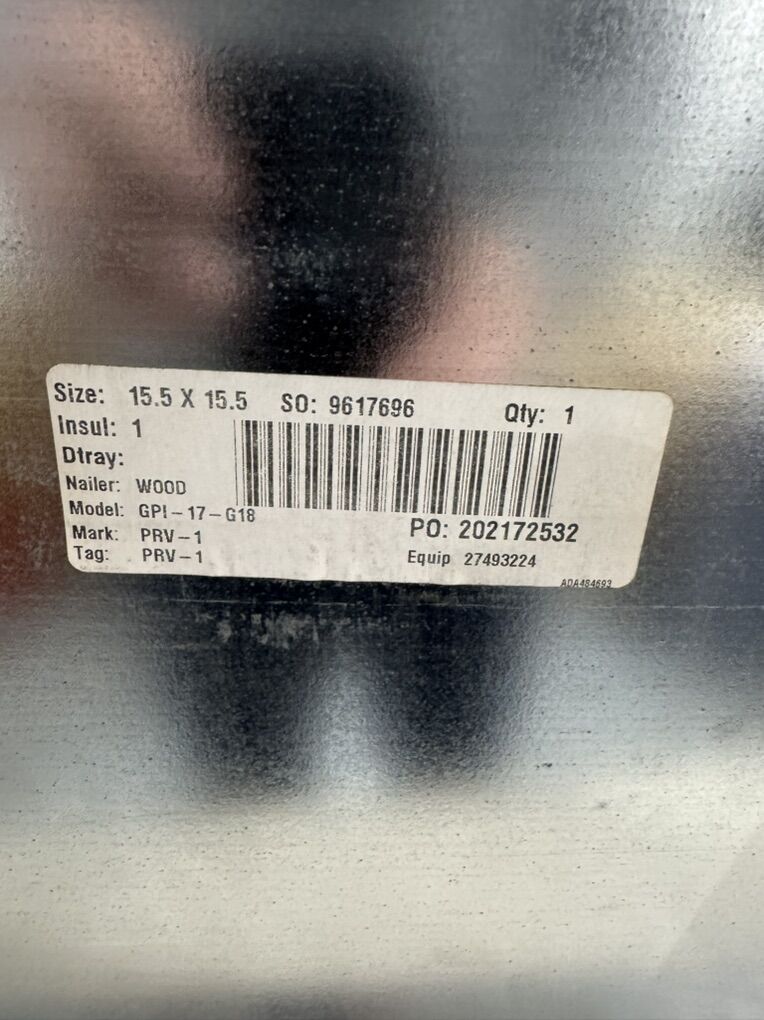 Size: 15.5 X 15.5 SO: 9617696 Qty: 1
Insul: 1
Dtray:
Nailer: WOOD
Model: GPI-17-G18
Mark: PRV-1 PO: 202172532
Tag: PRV-1 Equip 27493224
ADA484693